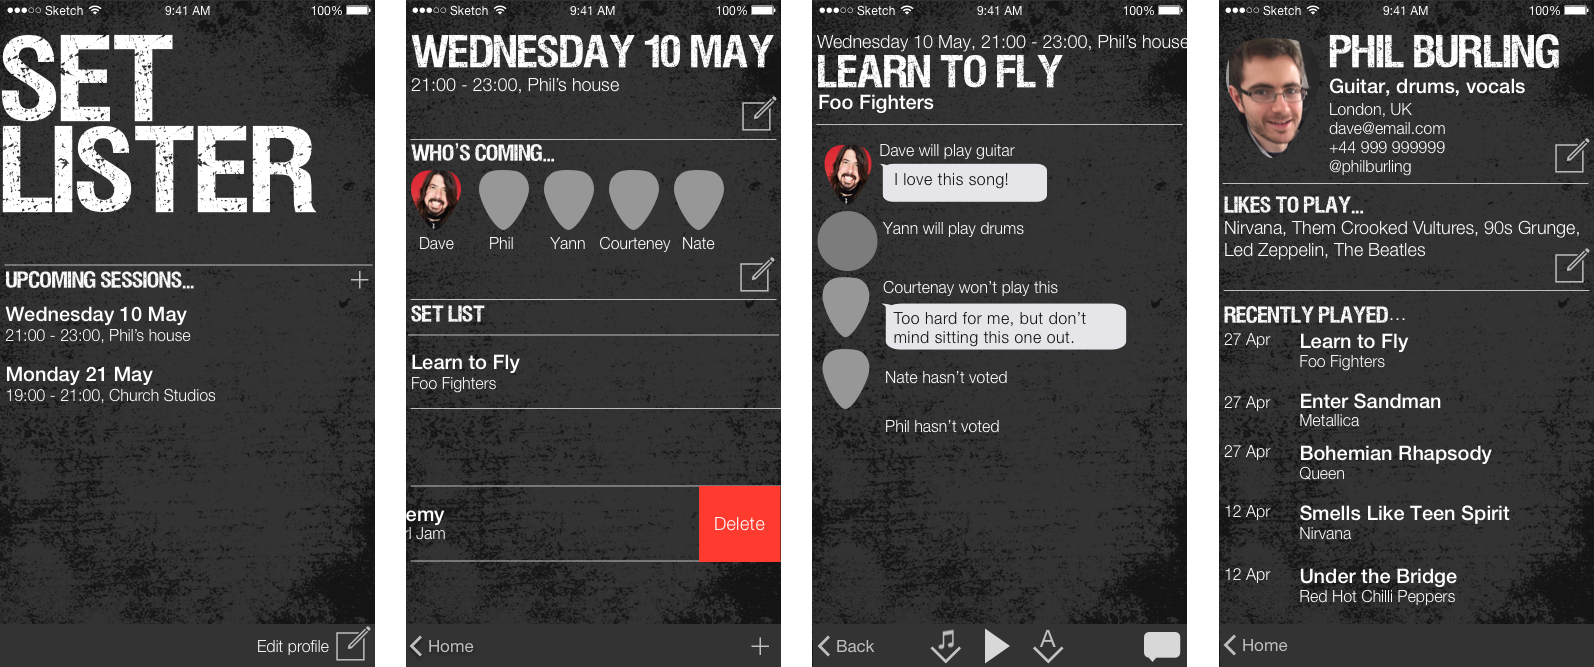 Sketch 9:41 AM 100%
SET
LISTER
UPCOMING SESSIONS...
Wednesday 10 May
21:00 - 23:00, Phil's house
Monday 21 May
19:00 - 21:00, Church Studios
Edit profile
Sketch 9:41 AM 100%
WEDNESDAY 10 MAY
21:00 - 23:00, Phil's house
WHO'S COMING...
Dave Phil Yann Courteney Nate
SET LIST
Learn to Fly
Foo Fighters
emy
rl Jam
Delete
Home
Sketch 9:41 AM 100%
Wednesday 10 May, 21:00 - 23:00, Phil's house
LEARN TO FLY
Foo Fighters
Dave will play guitar
I love this song!
Yann will play drums
Courtenay won't play this
Too hard for me, but don't
mind sitting this one out.
Nate hasn't voted
Phil hasn't voted
Back
A
Sketch 9:41 AM 100%
PHIL BURLING
Guitar, drums, vocals
London, UK
dave@email.com
+44 999 999999
@philburling
LIKES TO PLAY...
Nirvana, Them Crooked Vultures, 90s Grunge,
Led Zeppelin, The Beatles
RECENTLY PLAYED...
27 Apr Learn to Fly
Foo Fighters
27 Apr Enter Sandman
Metallica
27 Apr Bohemian Rhapsody
Queen
12 Apr Smells Like Teen Spirit
Nirvana
12 Apr Under the Bridge
Red Hot Chilli Peppers
Home